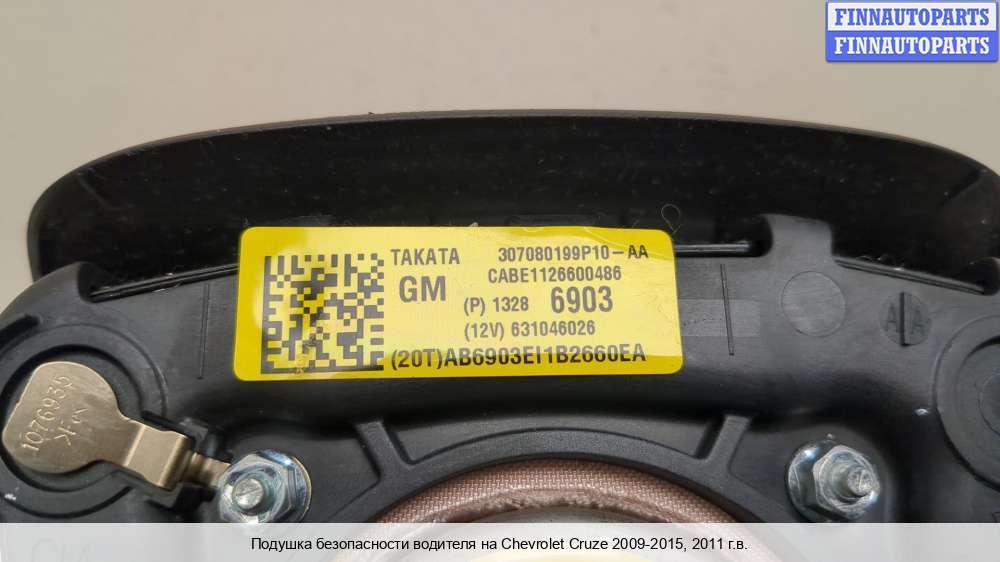 FINNAUTOPARTS
FINNAUTOPARTS
TAKATA 307080199P10-AA
CABE1126600486
GM
(P) 1328 6903
(12V) 631046026
(20T)AB6903EI1B2660EA
A A
1076935
Подушка безопасности водителя на Chevrolet Cruze 2009-2015, 2011 г.в.